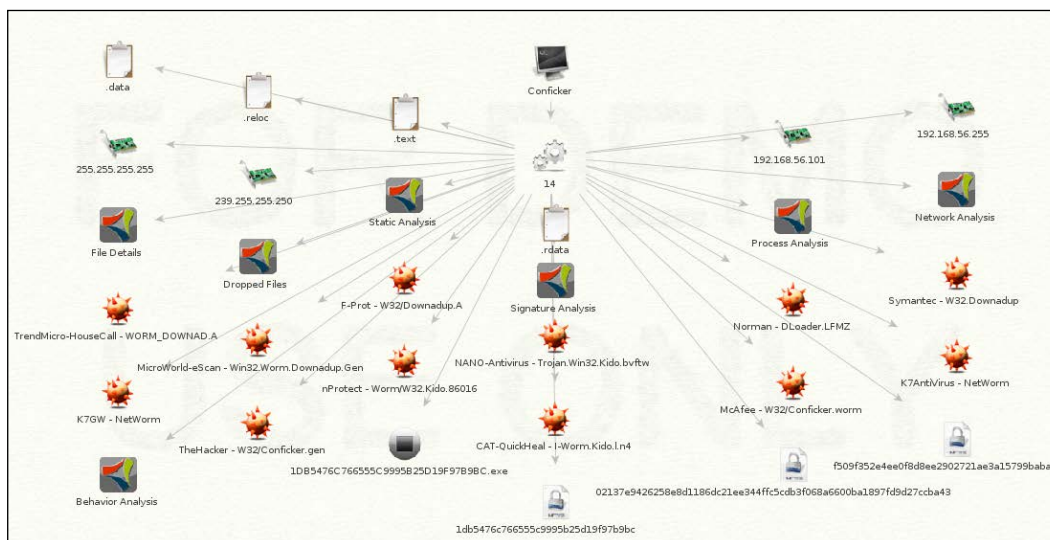 .data
Conficker
.reloc
.text
192.168.56.255
192.168.56.101
255.255.255.255
14
239.255.255.250
Static Analysis
Network Analysis
File Details
Process Analysis
.rdata
Dropped Files
Signature Analysis
F-Prot - W32/Downadup.A
Symantec - W32.Downadup
Norman - DLoader.LFMZ
TrendMicro-HouseCall - WORM_DOWNAD.A
MicroWorld-eScan - Win32.Worm.Downadup.Gen
NANO-Antivirus - Trojan.Win32.Kido.bvftw
K7AntiVirus - NetWorm
nProtect - Worm/W32.Kido.86016
K7GW - NetWorm
McAfee - W32/Conficker.worm
TheHacker - W32/Conficker.gen
CAT-QuickHeal - I-Worm.Kido.l.n4
1DB5476C766555C9995B25D19F97B9BC.exe
f509f352e4ee0f8d8ee2902721ae3a15799baba
Behavior Analysis
02137e9426258e8d1186dc21ee344ffc5cdb3f068a6600ba1897fd9d27ccba43
1db5476c766555c9995b25d19f97b9bc